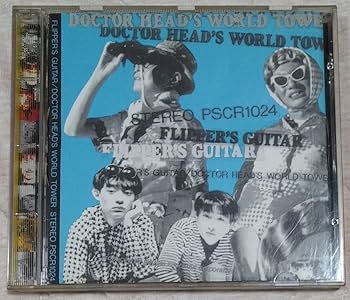 DOCTOR HEAD'S WORLD TOWER
DOCTOR HEAD'S WORLD TOW
STEREO PSCR1024
FLIPPER'S GUITAR
FLIPPER'S GUITAR
ER'S GUITAR/DOCTOR HEAD'S WORLD TOWE
FLIPPER'S GUITAR/DOCTOR HEAD'S WORLD TOWER STEREO PSCR1024